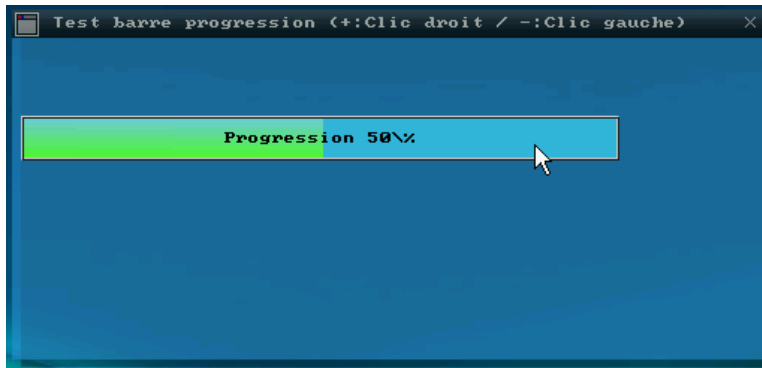 Test barre progression (+:Clic droit / -:Clic gauche)
Progression 50\%